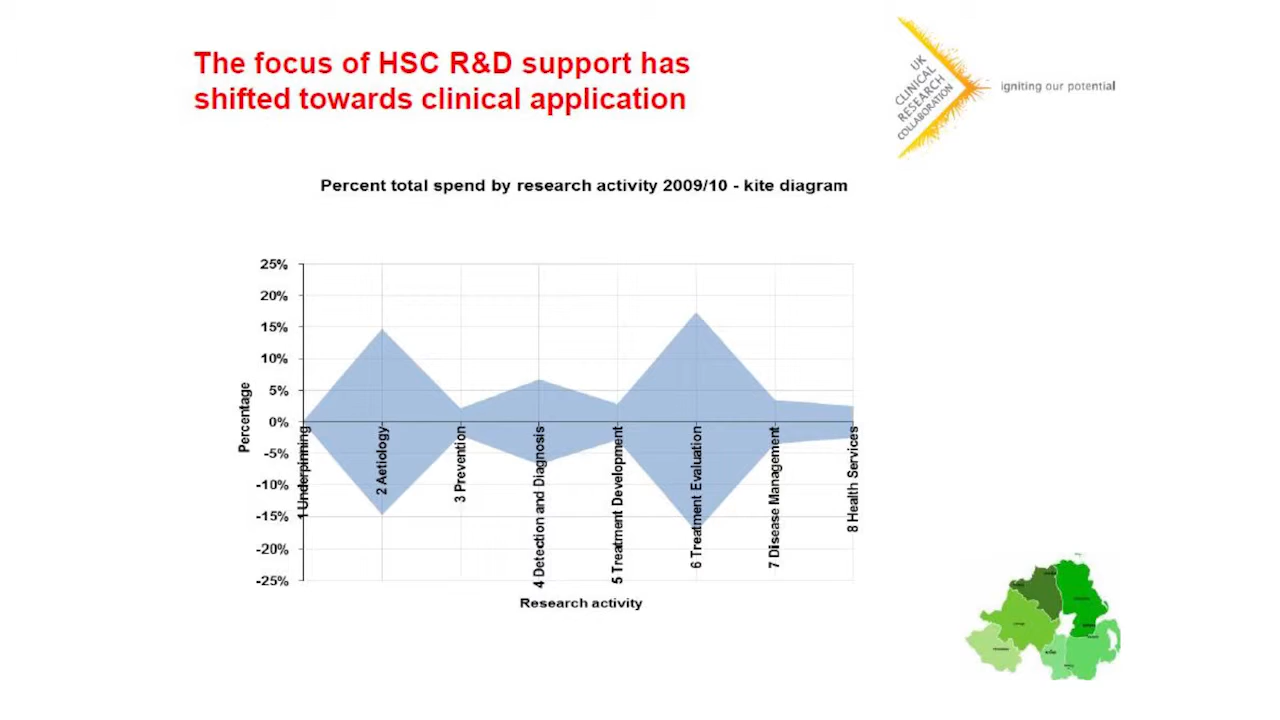 The focus of HSC R&D support has
shifted towards clinical application
UK
CLINICAL
RESEARCH
COLLABORATION
igniting our potential
Percent total spend by research activity 2009/10 - kite diagram
25%
20%
15%
10%
5%
0%
-5%
-10%
-15%
-20%
-25%
Percentage
1 Underpinning
2 Aetiology
3 Prevention
4 Detection and Diagnosis
5 Treatment Development
6 Treatment Evaluation
7 Disease Management
8 Health Services
Research activity